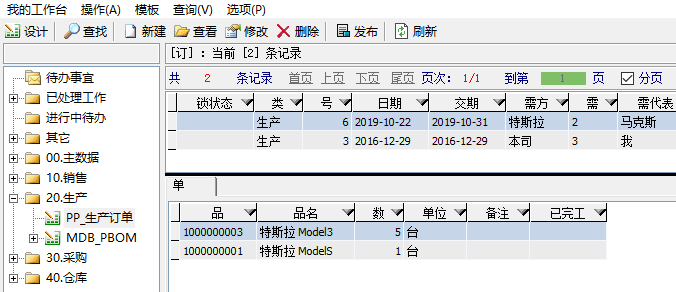 我的工作台 操作(A) 模板 查询(V) 选项(P)
设计 查找 新建 查看 修改 删除 发布 刷新
[订] : 当前 [2] 条记录
共 2 条记录 首页 上页 下页 尾页 页次: 1/1 到第 1 页 分页
待办事宜
已处理工作
进行中待办
其它
00.主数据
10.销售
20.生产
PP_生产订单
MDB_PBOM
30.采购
40.仓库
锁状态 类 号 日期 交期 需方 需 需代表
生产 6 2019-10-22 2019-10-31 特斯拉 2 马克斯
生产 3 2016-12-29 2016-12-29 本司 3 我
单
品 品名 数 单位 备注 已完工
1000000003 特斯拉 Model3 5 台
1000000001 特斯拉 ModelS 1 台